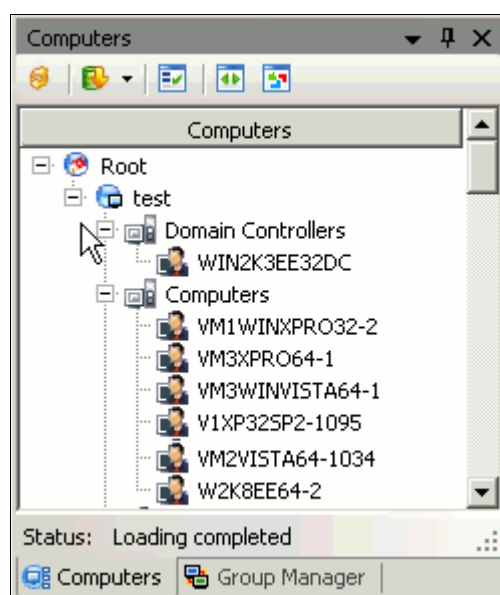 Computers
Computers
Root
test
Domain Controllers
WIN2K3EE32DC
Computers
VM1WINXPRO32-2
VM3XPRO64-1
VM3WINVISTA64-1
V1XP32SP2-1095
VM2VISTA64-1034
W2K8EE64-2
Status: Loading completed
Computers Group Manager